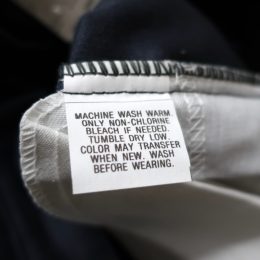 MACHINE WASH WARM.
ONLY NON-CHLORINE
BLEACH IF NEEDED.
TUMBLE DRY LOW.
COLOR MAY TRANSFER
WHEN NEW. WASH
BEFORE WEARING.